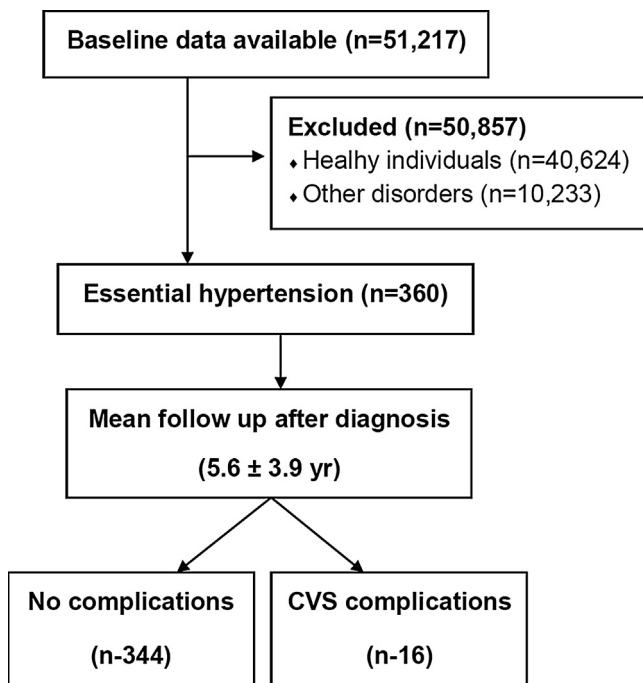 Baseline data available (n=51,217)
Excluded (n=50,857)
⬧ Healhy individuals (n=40,624)
⬧ Other disorders (n=10,233)
Essential hypertension (n=360)
Mean follow up after diagnosis
(5.6 ± 3.9 yr)
No complications
(n-344)
CVS complications
(n-16)